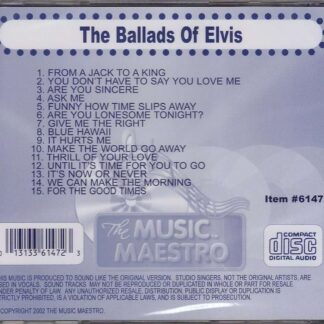 The Ballads Of Elvis
1. FROM A JACK TO A KING
2. YOU DON'T HAVE TO SAY YOU LOVE ME
3. ARE YOU SINCERE
4. ASK ME
5. FUNNY HOW TIME SLIPS AWAY
6. ARE YOU LONESOME TONIGHT?
7. GIVE ME THE RIGHT
8. BLUE HAWAII
9. IT HURTS ME
10. MAKE THE WORLD GO AWAY
11. THRILL OF YOUR LOVE
12. UNTIL IT'S TIME FOR YOU TO GO
13. IT'S NOW OR NEVER
14. WE CAN MAKE THE MORNING
15. FOR THE GOOD TIMES
Item #6147
The
MUSIC
MAESTRO
0 13133 61472 3
COMPACT
disc
DIGITAL AUDIO
THIS MUSIC IS PRODUCED TO SOUND LIKE THE ORIGINAL VERSION. STUDIO SINGERS, NOT THE ORIGINAL ARTISTS, ARE
USED IN VOCALS. SOUND TRACKS MAY NOT BE REPRODUCED OR DUPLICATED IN WHOLE OR IN PART FOR RESALE
UNDER PENALTY OF LAW. ANY UNAUTHORIZED RESALE, DISTRIBUTION, PUBLIC DISPLAY OR DUPLICATION IS
STRICTLY PROHIBITED, IS A VIOLATION OF APPLICABLE LAWS, AND IS SUBJECT TO PROSECUTION.
COPYRIGHT 2002 THE MUSIC MAESTRO.